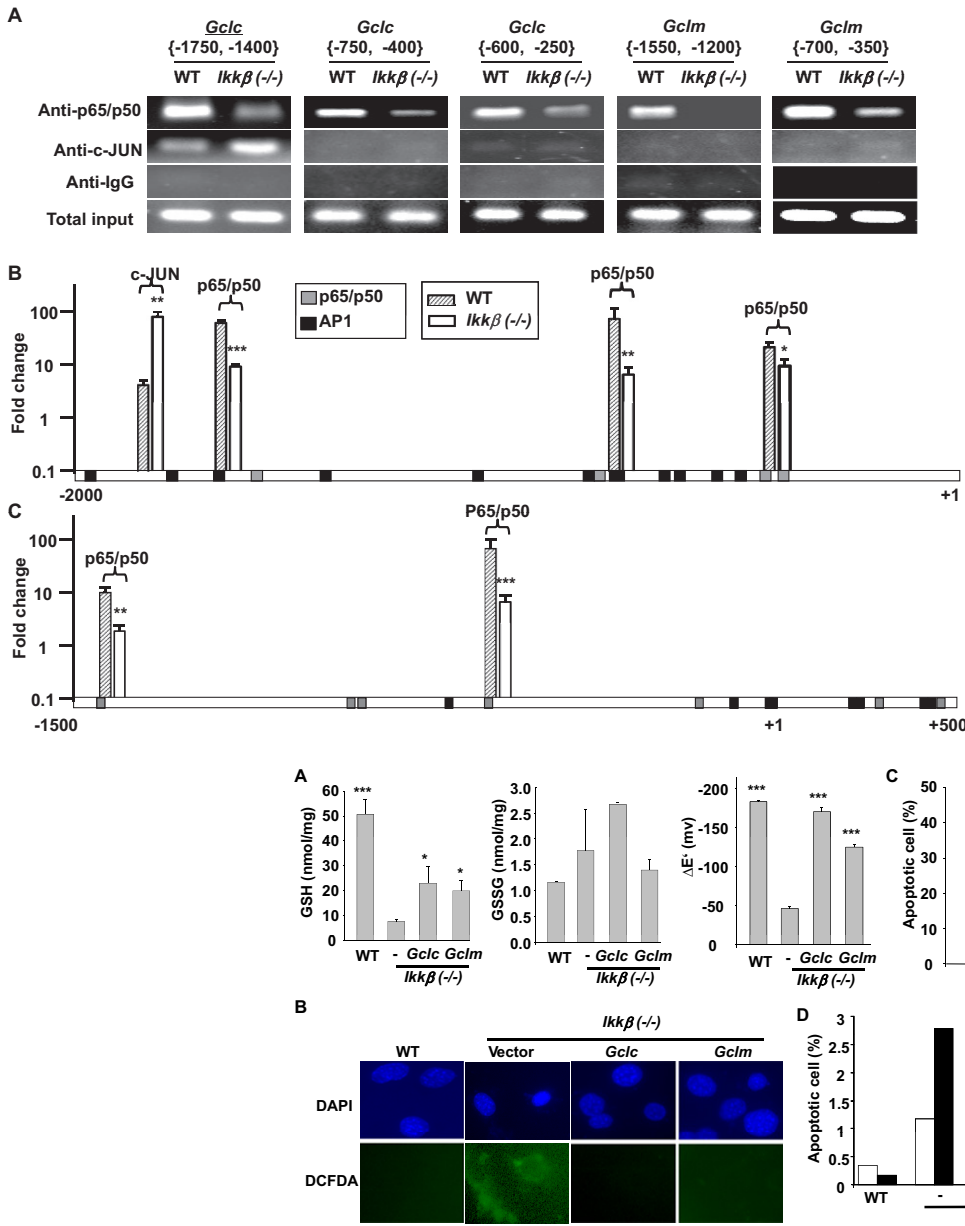 A
Gclc Gclc Gclc Gclm Gclm
{-1750, -1400} {-750, -400} {-600, -250} {-1550, -1200} {-700, -350}
WT Ikkβ (-/-) WT Ikkβ (-/-) WT Ikkβ (-/-) WT Ikkβ (-/-) WT Ikkβ (-/-)
Anti-p65/p50
Anti-c-JUN
Anti-IgG
Total input
B
c-JUN
p65/p50
p65/p50
p65/p50
p65/p50
AP1
WT
Ikkβ (-/-)
** *** ** *
Fold change
100
10
1
0.1
-2000 +1
C
p65/p50
P65/p50
** ***
Fold change
100
10
1
0.1
-1500 +1 +500
A
GSH (nmol/mg)
60
50
40
30
20
10
0
*** * *
WT - Gclc Gclm
Ikkβ (-/-)
GSSG (nmol/mg)
3.0
2.5
2.0
1.5
1.0
0.5
0.0
WT - Gclc Gclm
Ikkβ (-/-)
-200
-150
-100
-50
0
*** *** ***
WT - Gclc Gclm
Ikkβ (-/-)
C
Apoptotic cell (%)
50
40
30
20
10
0
B
Ikkβ (-/-)
WT Vector Gclc Gclm
DAPI
DCFDA
D
Apoptotic cell (%)
3
2.5
2
1.5
1
0.5
0
WT -